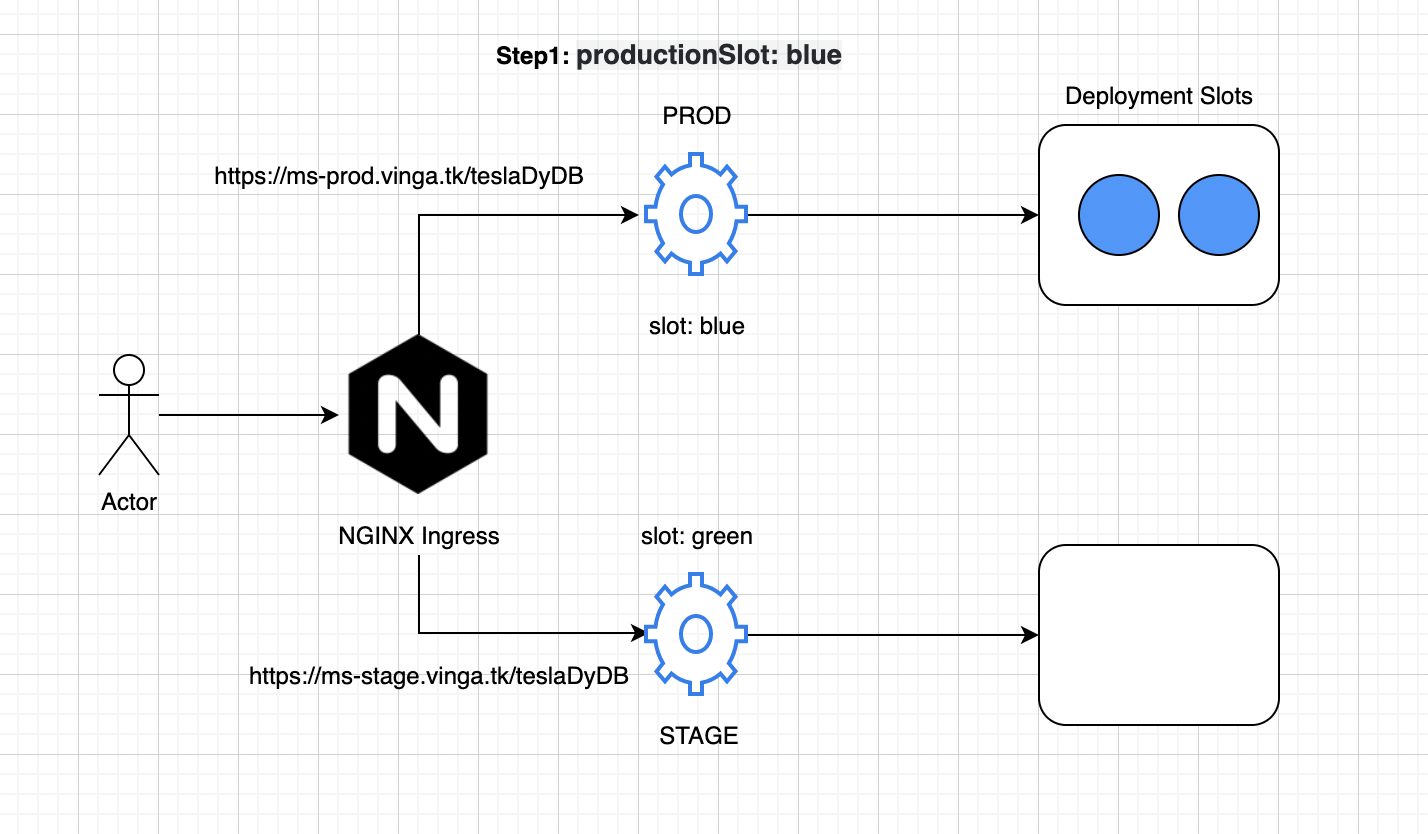 Step1: productionSlot: blue
PROD
Deployment Slots
https://ms-prod.vinga.tk/teslaDyDB
slot: blue
N
Actor
NGINX Ingress
slot: green
https://ms-stage.vinga.tk/teslaDyDB
STAGE